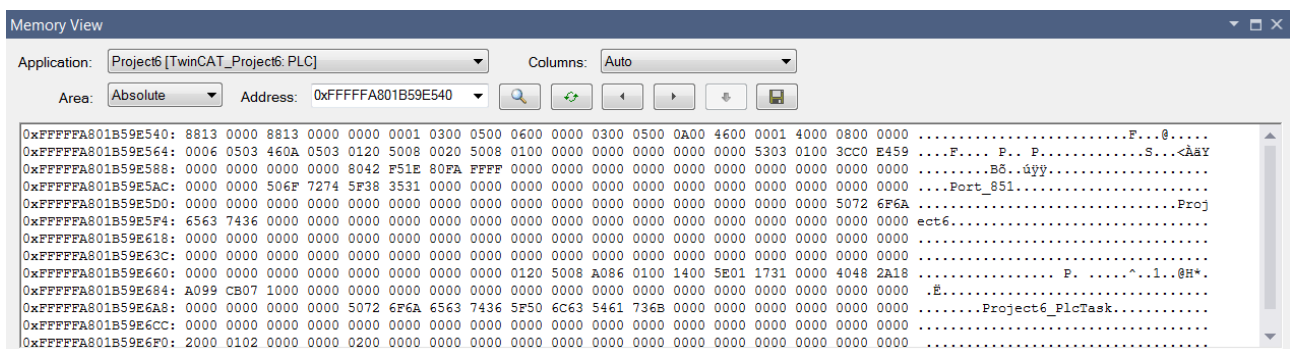 Memory View
Application: Project6 [TwinCAT_Project6: PLC] Columns: Auto
Area: Absolute Address: 0xFFFFFA801B59E540
0xFFFFFA801B59E540: 8813 0000 8813 0000 0000 0001 0300 0500 0600 0000 0300 0500 0A00 4600 0001 4000 0800 0000 ..........................F...@.....
0xFFFFFA801B59E564: 0006 0503 460A 0503 0120 5008 0020 5008 0100 0000 0000 0000 0000 0000 5303 0100 3CC0 E459 ....F.... P.. P.............S...<ÀäY
0xFFFFFA801B59E588: 0000 0000 0000 0000 8042 F51E 80FA FFFF 0000 0000 0000 0000 0000 0000 0000 0000 0000 0000 .........Bõ..úÿÿ....................
0xFFFFFA801B59E5AC: 0000 0000 506F 7274 5F38 3531 0000 0000 0000 0000 0000 0000 0000 0000 0000 0000 0000 0000 ....Port_851........................
0xFFFFFA801B59E5D0: 0000 0000 0000 0000 0000 0000 0000 0000 0000 0000 0000 0000 0000 0000 0000 0000 5072 6F6A ................................Proj
0xFFFFFA801B59E5F4: 6563 7436 0000 0000 0000 0000 0000 0000 0000 0000 0000 0000 0000 0000 0000 0000 0000 0000 ect6................................
0xFFFFFA801B59E618: 0000 0000 0000 0000 0000 0000 0000 0000 0000 0000 0000 0000 0000 0000 0000 0000 0000 0000 ....................................
0xFFFFFA801B59E63C: 0000 0000 0000 0000 0000 0000 0000 0000 0000 0000 0000 0000 0000 0000 0000 0000 0000 0000 ....................................
0xFFFFFA801B59E660: 0000 0000 0000 0000 0000 0000 0000 0000 0120 5008 A086 0100 1400 5E01 1731 0000 4048 2A18 ................. P. .....^..1..@H*.
0xFFFFFA801B59E684: A099 CB07 1000 0000 0000 0000 0000 0000 0000 0000 0000 0000 0000 0000 0000 0000 0000 0000 .Ë.................................
0xFFFFFA801B59E6A8: 0000 0000 0000 0000 5072 6F6A 6563 7436 5F50 6C63 5461 736B 0000 0000 0000 0000 0000 0000 ........Project6_PlcTask............
0xFFFFFA801B59E6CC: 0000 0000 0000 0000 0000 0000 0000 0000 0000 0000 0000 0000 0000 0000 0000 0000 0000 0000 ....................................
0xFFFFFA801B59E6F0: 2000 0102 0000 0000 0200 0000 0000 0000 0000 0000 0000 0000 0000 0000 0000 0000 0000 0000 ...................................